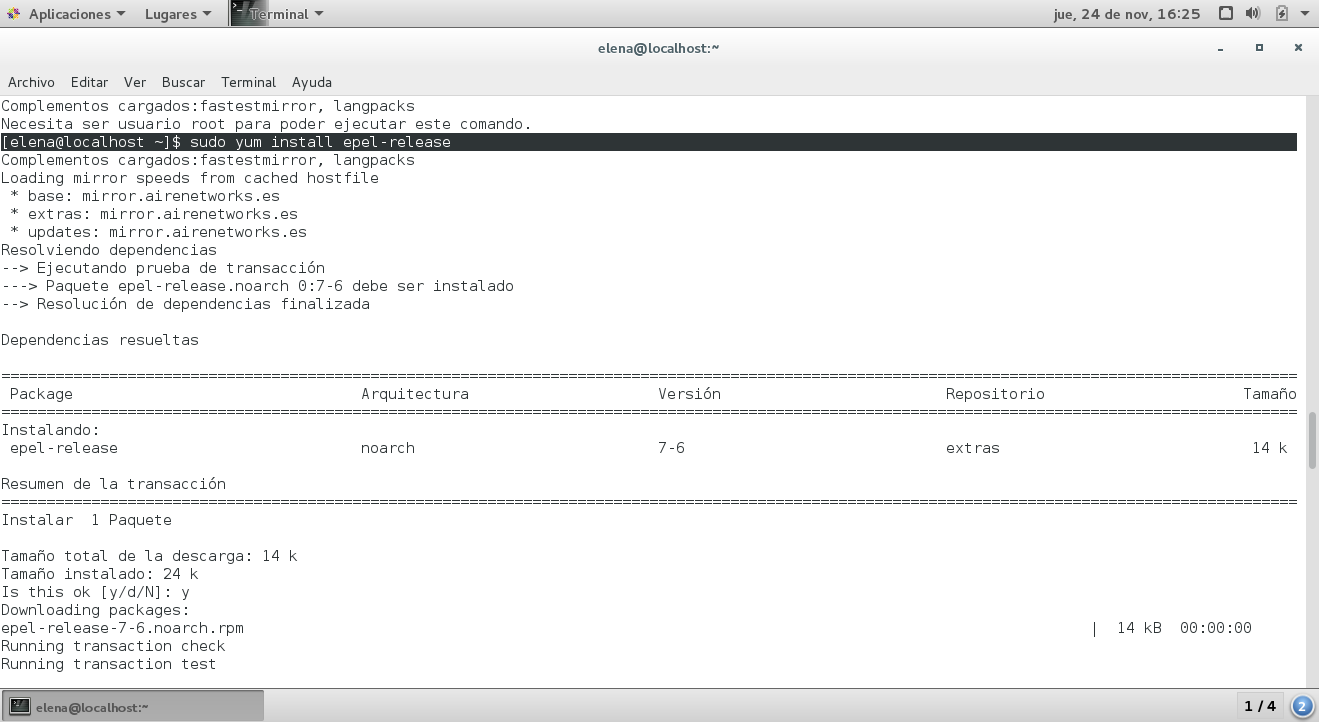 Aplicaciones Lugares Terminal jue, 24 de nov, 16:25
elena@localhost:~
Archivo Editar Ver Buscar Terminal Ayuda
Complementos cargados:fastestmirror, langpacks
Necesita ser usuario root para poder ejecutar este comando.
[elena@localhost ~]$ sudo yum install epel-release
Complementos cargados:fastestmirror, langpacks
Loading mirror speeds from cached hostfile
 * base: mirror.airenetworks.es
 * extras: mirror.airenetworks.es
 * updates: mirror.airenetworks.es
Resolviendo dependencias
--> Ejecutando prueba de transacción
---> Paquete epel-release.noarch 0:7-6 debe ser instalado
--> Resolución de dependencias finalizada
Dependencias resueltas
================================================================================
 Package Arquitectura Versión Repositorio Tamaño
================================================================================
Instalando:
 epel-release noarch 7-6 extras 14 k
Resumen de la transacción
================================================================================
Instalar  1 Paquete
Tamaño total de la descarga: 14 k
Tamaño instalado: 24 k
Is this ok [y/d/N]: y
Downloading packages:
epel-release-7-6.noarch.rpm | 14 kB 00:00:00
Running transaction check
Running transaction test
elena@localhost:~ 1 / 4 2